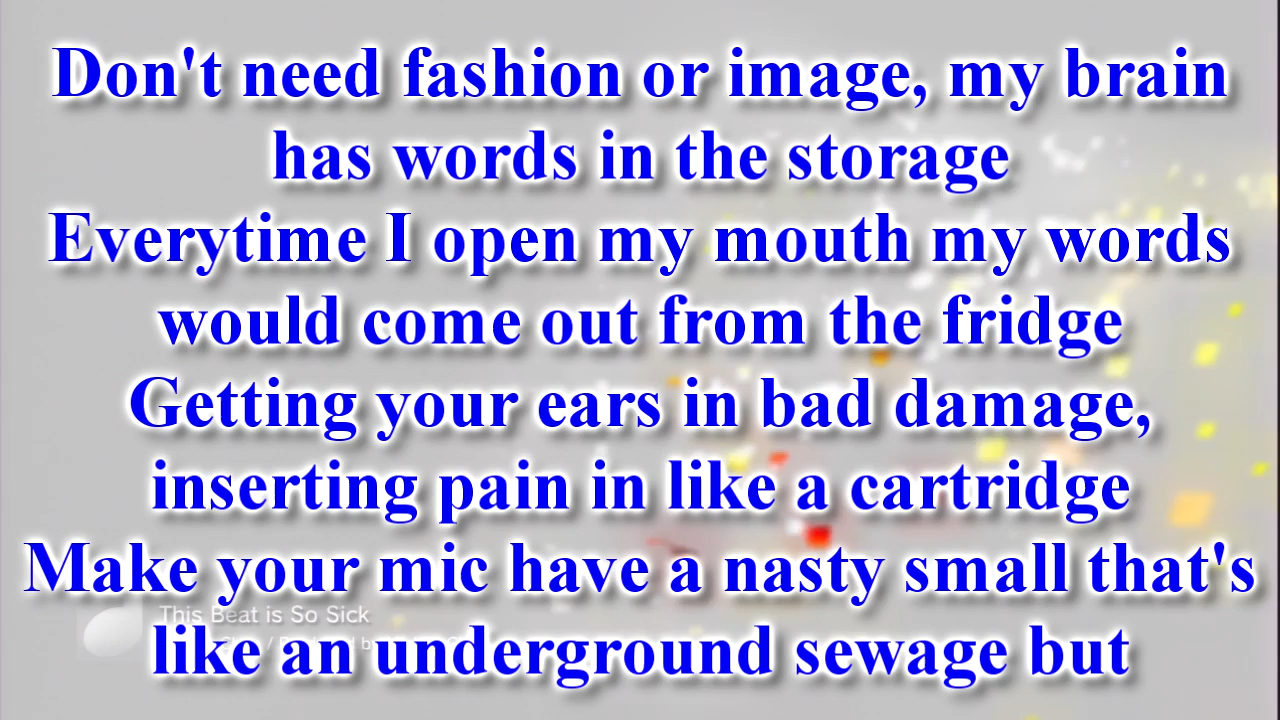 Don't need fashion or image, my brain
has words in the storage
Everytime I open my mouth my words
would come out from the fridge
Getting your ears in bad damage,
inserting pain in like a cartridge
Make your mic have a nasty small that's
This Beat is So Sick
like an underground sewage but